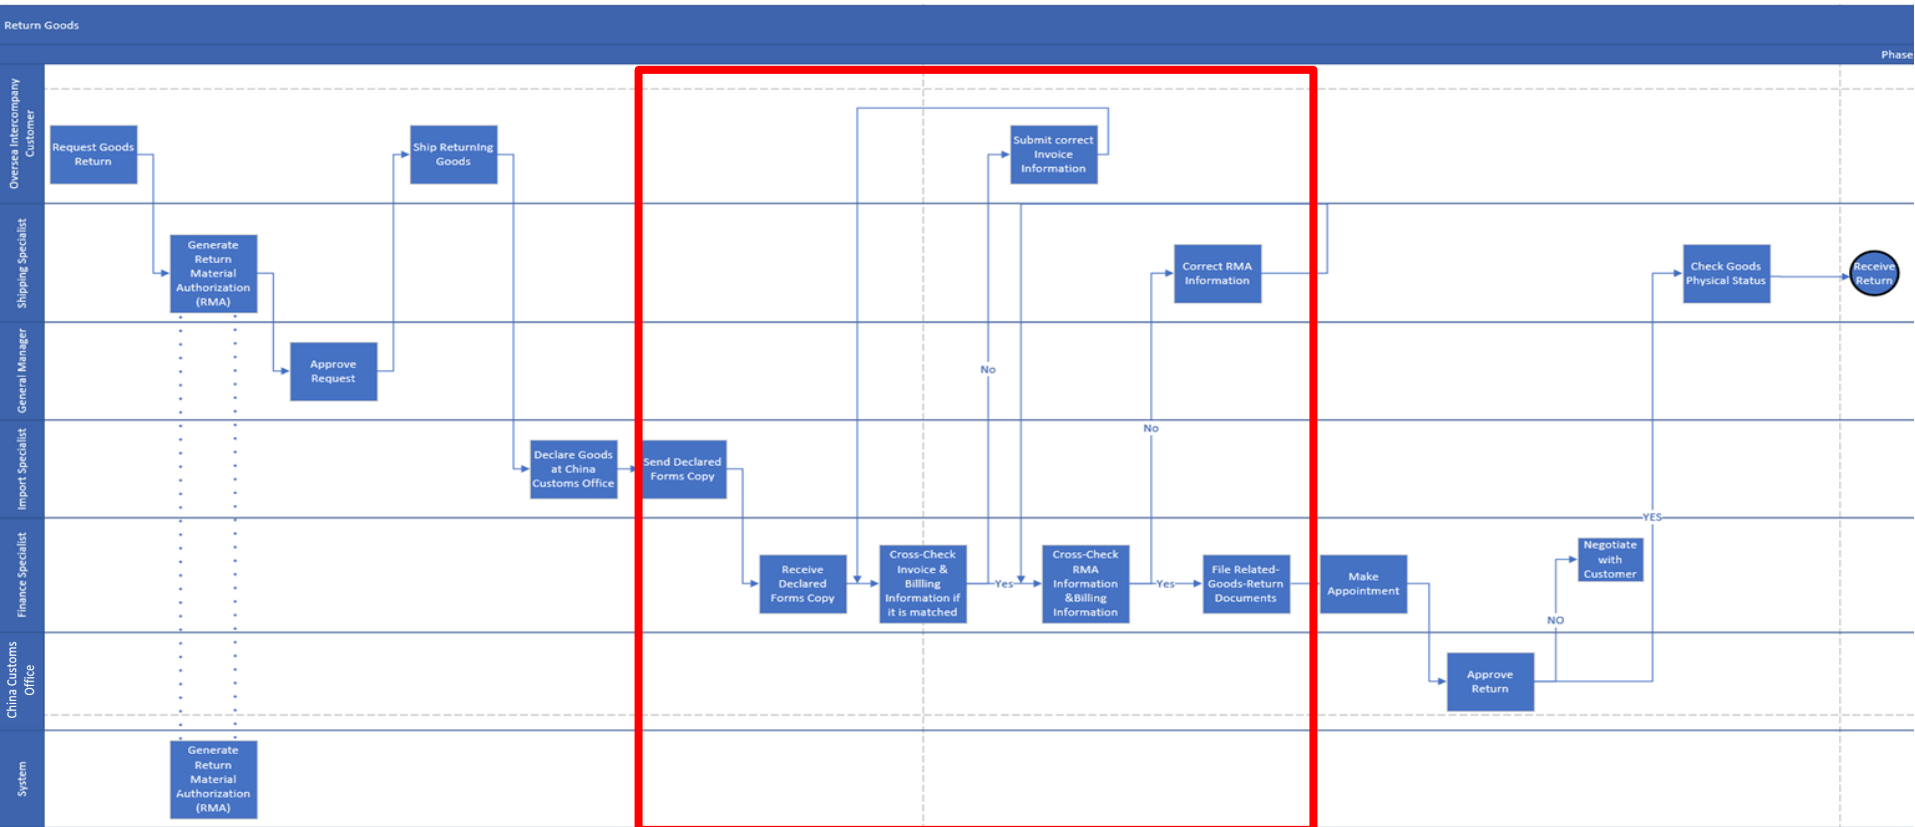 Return Goods
Phase
Oversea Intercompany
Customer
Request Goods
Return
Ship ReturnIng
Goods
Submit correct
Invoice
Information
Shipping Specialist
Generate
Return
Material
Authorization
(RMA)
Correct RMA
Information
Check Goods
Physical Status
Receive
Return
General Manager
Approve
Request
No
Import Specialist
No
Declare Goods
at China
Customs Office
Send Declared
Forms Copy
YES
Finance Specialist
Receive
Declared
Forms Copy
Cross-Check
Invoice &
Billling
Information if
it is matched
Yes
Cross-Check
RMA
Information
&Billing
Information
Yes
File Related-
Goods-Return
Documents
Make
Appointment
Negotiate
with
Customer
NO
China Customs
Office
Approve
Return
System
Generate
Return
Material
Authorization
(RMA)